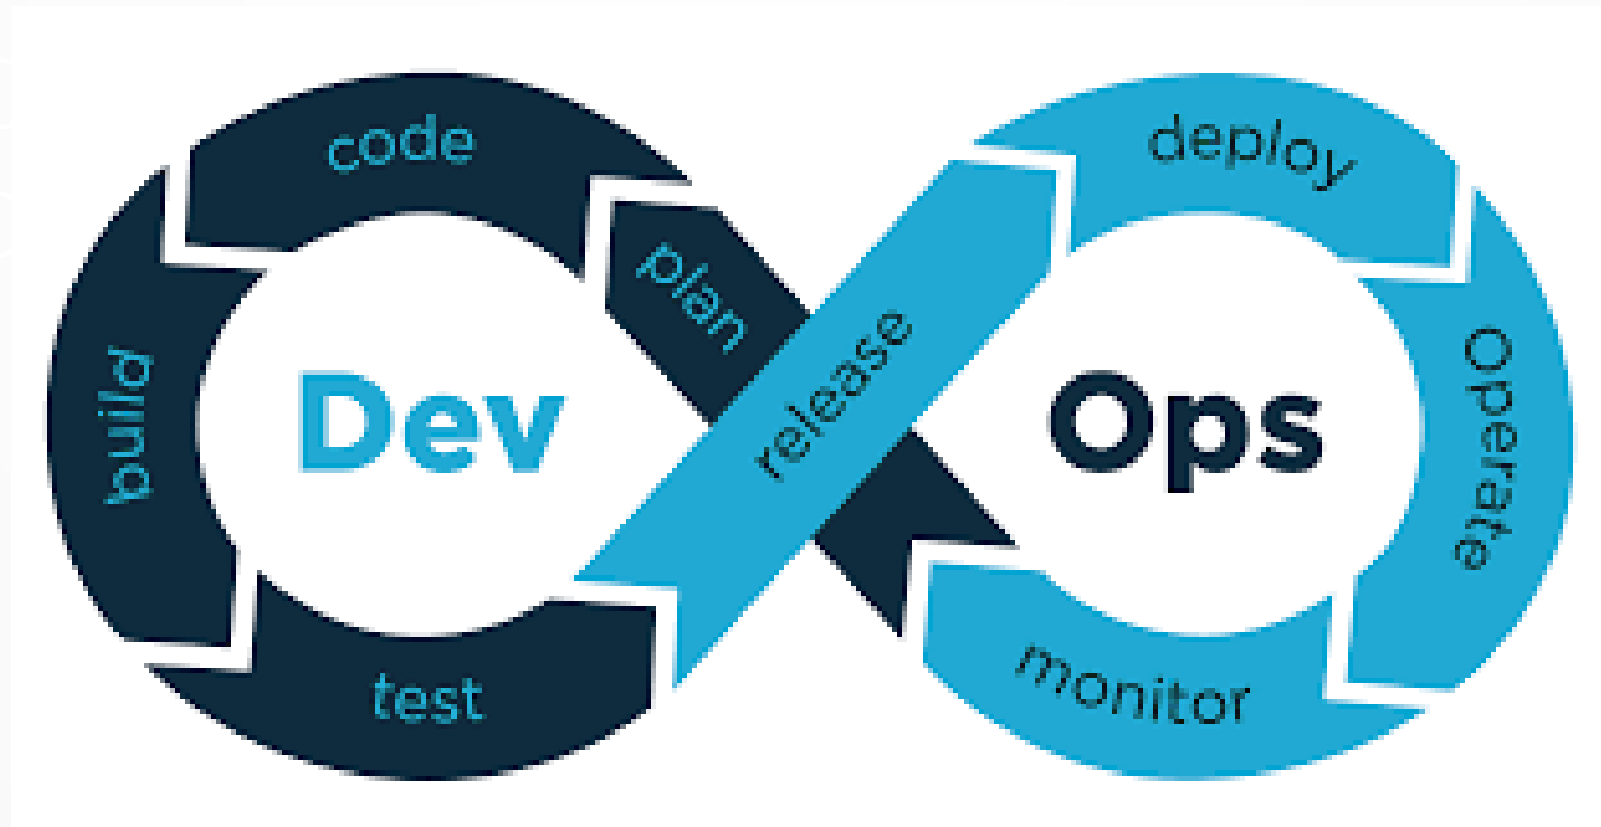 code
deploy
plan
release
build
Dev
Ops
Operate
test
monitor